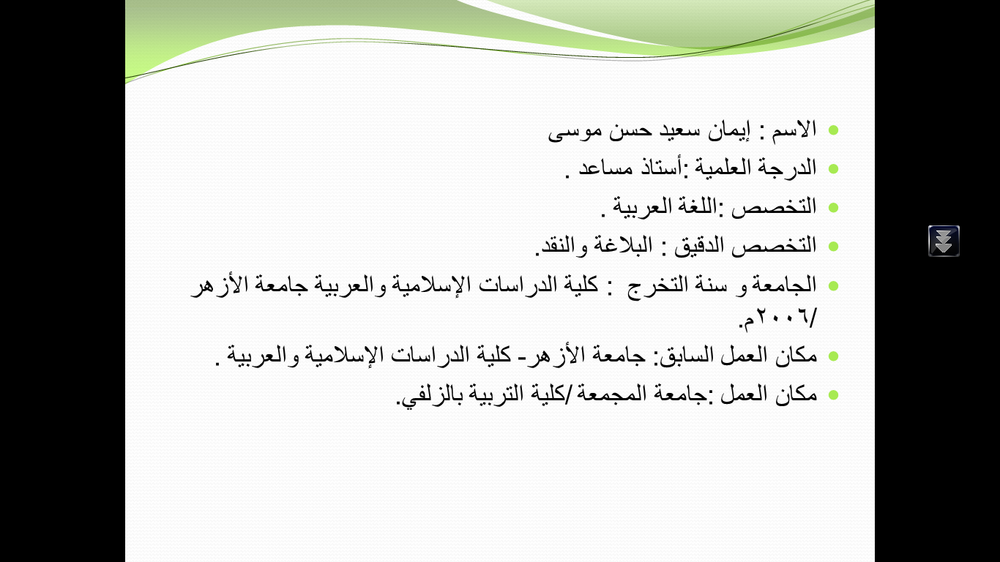 الاسم : إيمان سعيد حسن موسى
الدرجة العلمية :أستاذ مساعد .
التخصص :اللغة العربية .
التخصص الدقيق : البلاغة والنقد.
الجامعة و سنة التخرج : كلية الدراسات الإسلامية والعربية جامعة الأزهر
/٢٠٠٦م.
مكان العمل السابق: جامعة الأزهر- كلية الدراسات الإسلامية والعربية .
مكان العمل :جامعة المجمعة /كلية التربية بالزلفي.